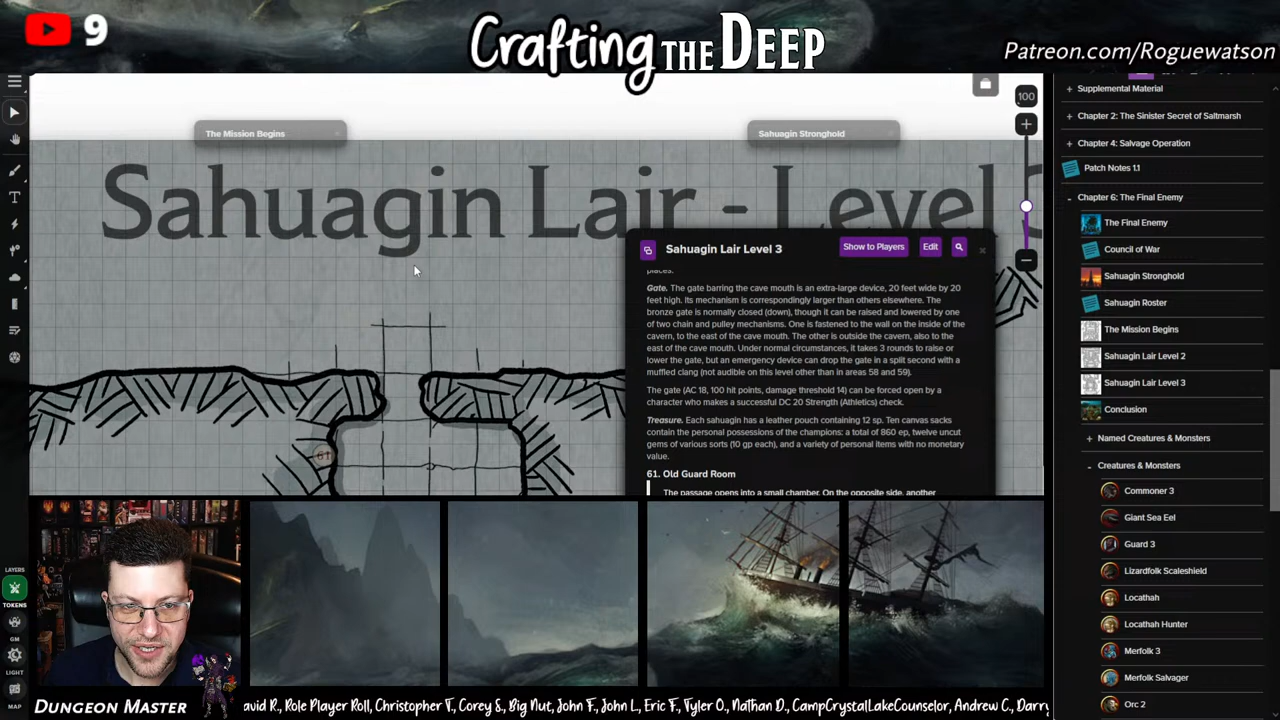 9
Crafting THE DEEP
Patreon.com/Roguewatson
The Mission Begins
Sahuagin Stronghold
100
Sahuagin Lair - Level
Sahuagin Lair Level 3
Show to Players
Edit
places.
Gate. The gate barring the cave mouth is an extra-large device, 20 feet wide by 20
feet high. Its mechanism is correspondingly larger than others elsewhere. The
bronze gate is normally closed (down), though it can be raised and lowered by one
of two chain and pulley mechanisms. One is fastened to the wall on the inside of the
cavern, to the east of the cave mouth. The other is outside the cavern, also to the
east of the cave mouth. Under normal circumstances, it takes 3 rounds to raise or
lower the gate, but an emergency device can drop the gate in a split second with a
muffled clang (not audible on this level other than in areas 58 and 59).
The gate (AC 18, 100 hit points, damage threshold 14) can be forced open by a
character who makes a successful DC 20 Strength (Athletics) check.
Treasure. Each sahuagin has a leather pouch containing 12 sp. Ten canvas sacks
contain the personal possessions of the champions: a total of 860 ep, twelve uncut
gems of various sorts (10 gp each), and a variety of personal items with no monetary
value.
61. Old Guard Room
The passage opens into a small chamber. On the opposite side, another
61
Supplemental Material
Chapter 2: The Sinister Secret of Saltmarsh
Chapter 4: Salvage Operation
Patch Notes 1.1
Chapter 6: The Final Enemy
The Final Enemy
Council of War
Sahuagin Stronghold
Sahuagin Roster
The Mission Begins
Sahuagin Lair Level 2
Sahuagin Lair Level 3
Conclusion
Named Creatures & Monsters
Creatures & Monsters
Commoner 3
Giant Sea Eel
Guard 3
Lizardfolk Scaleshield
Locathah
Locathah Hunter
Merfolk 3
Merfolk Salvager
Orc 2
LAYERS
TOKENS
GM
LIGHT
MAP
DUNGEON MASTER
avid R., Role Player Roll, Christopher T, Corey S., Big Nut, John F., John L., Eric F., Tyler O., Nathan D., CampCrystalLakeCounselor, Andrew C., Darry